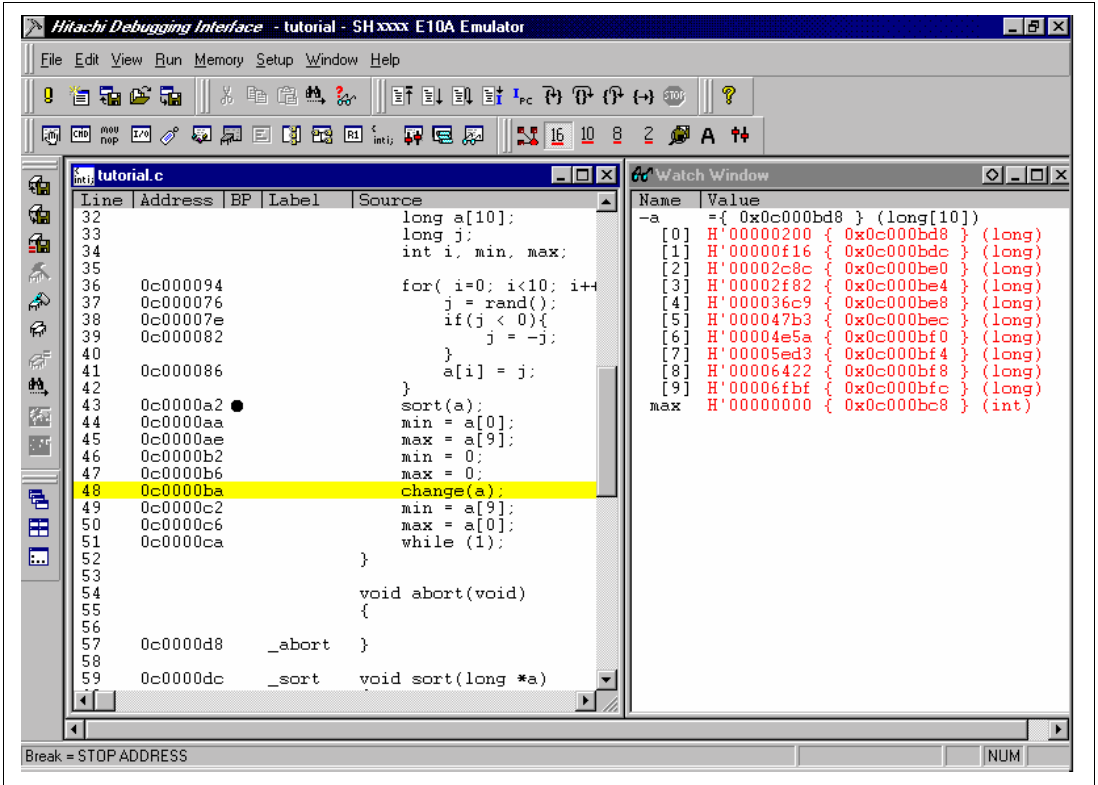 Hitachi Debugging Interface - tutorial - SHxxxx E10A Emulator
File Edit View Run Memory Setup Window Help
IPC STOP ?
CMD mov nop I/O R1 {inti; 16 10 8 2 A
tutorial.c
Line Address BP Label Source
32 long a[10];
33 long j;
34 int i, min, max;
35
36 0c000094 for( i=0; i<10; i++
37 0c000076 j = rand();
38 0c00007e if(j < 0){
39 0c000082 j = -j;
40 }
41 0c000086 a[i] = j;
42 }
43 0c0000a2 ● sort(a);
44 0c0000aa min = a[0];
45 0c0000ae max = a[9];
46 0c0000b2 min = 0;
47 0c0000b6 max = 0;
48 0c0000ba change(a);
49 0c0000c2 min = a[9];
50 0c0000c6 max = a[0];
51 0c0000ca while (1);
52 }
53
54 void abort(void)
55 {
56
57 0c0000d8 _abort }
58
59 0c0000dc _sort void sort(long *a)
Watch Window
Name Value
-a ={ 0x0c000bd8 } (long[10])
[0] H'00000200 { 0x0c000bd8 } (long)
[1] H'00000f16 { 0x0c000bdc } (long)
[2] H'00002c8c { 0x0c000be0 } (long)
[3] H'00002f82 { 0x0c000be4 } (long)
[4] H'000036c9 { 0x0c000be8 } (long)
[5] H'000047b3 { 0x0c000bec } (long)
[6] H'00004e5a { 0x0c000bf0 } (long)
[7] H'00005ed3 { 0x0c000bf4 } (long)
[8] H'00006422 { 0x0c000bf8 } (long)
[9] H'00006fbf { 0x0c000bfc } (long)
max H'00000000 { 0x0c000bc8 } (int)
Break = STOP ADDRESS
NUM